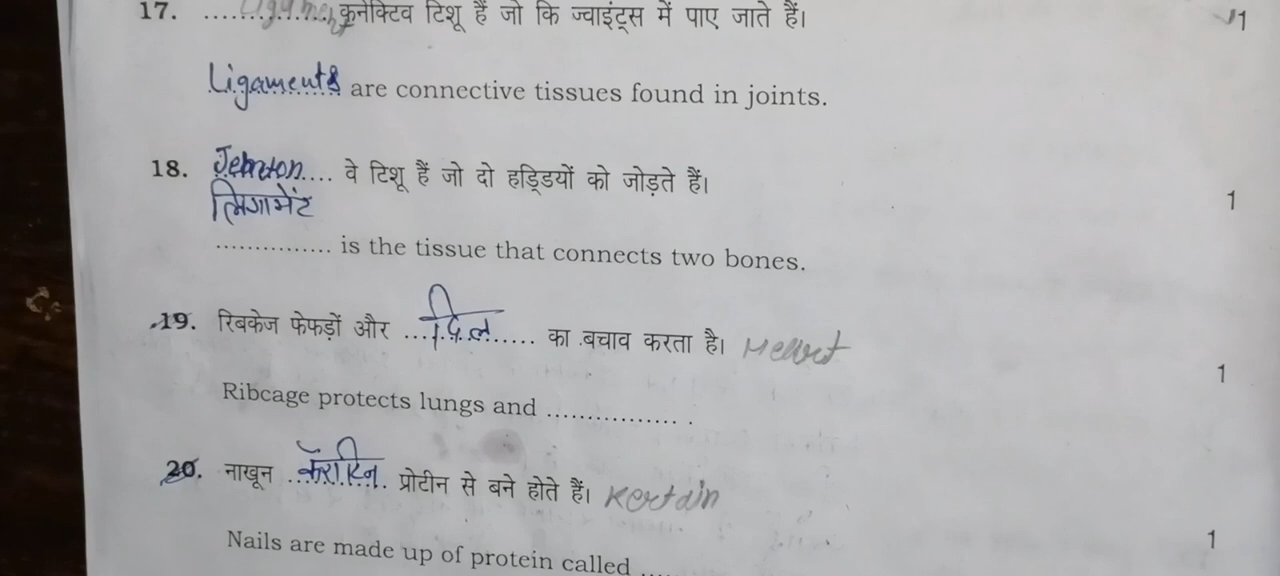 17. ............ कनेक्टिव टिशू हैं जो कि ज्वाइंट्स में पाए जाते हैं। 1
Ligaments are connective tissues found in joints.
18. .... वे टिशू हैं जो दो हड्डियों को जोड़ते हैं।
लिगामेंट 1
............... is the tissue that connects two bones.
19. रिबकेज फेफड़ों और ...दिल...... का बचाव करता है। Heart
1
Ribcage protects lungs and ................ .
20. नाखून ...... प्रोटीन से बने होते हैं। Kertain
1
Nails are made up of protein called ....